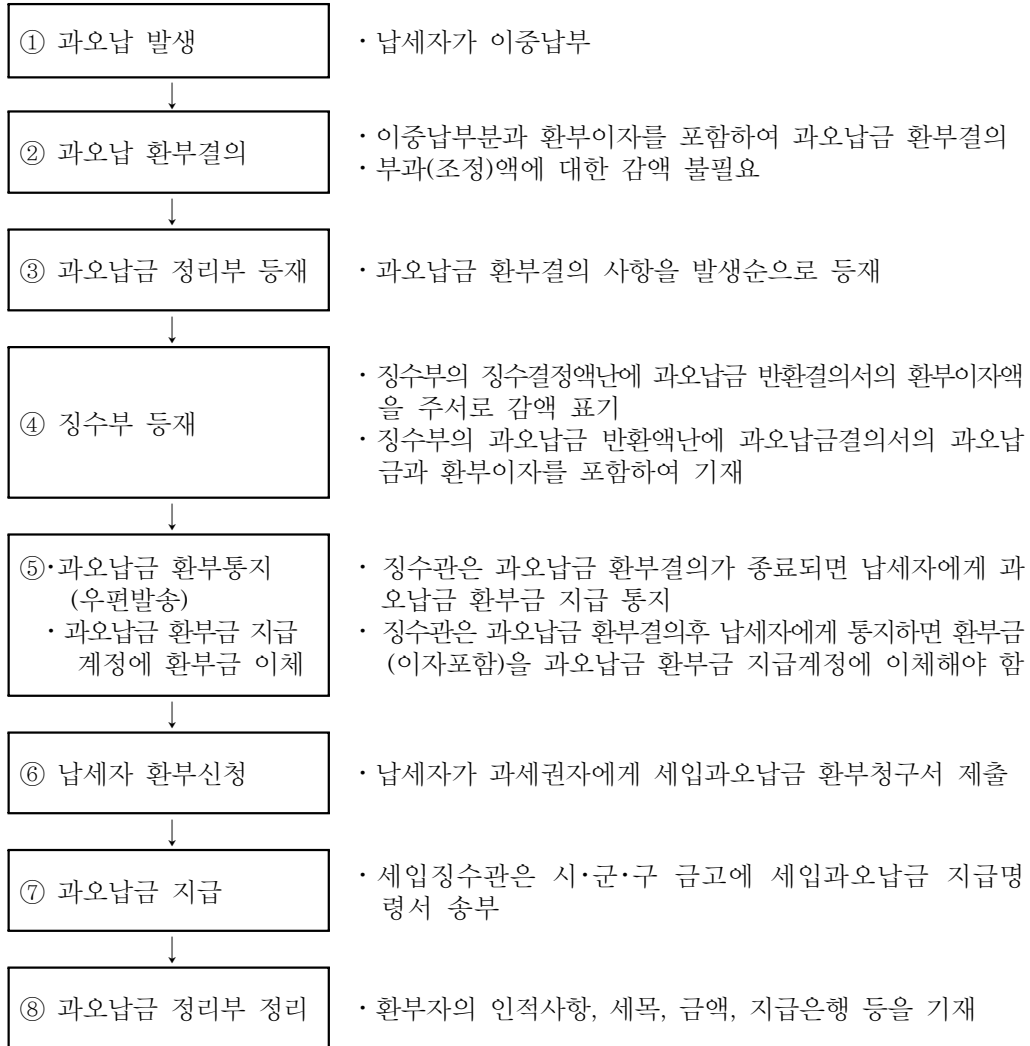 ① 과오납 발생
· 납세자가 이중납부
↓
② 과오납 환부결의
· 이중납부분과 환부이자를 포함하여 과오납금 환부결의
· 부과(조정)액에 대한 감액 불필요
↓
③ 과오납금 정리부 등재
· 과오납금 환부결의 사항을 발생순으로 등재
↓
④ 징수부 등재
· 징수부의 징수결정액난에 과오납금 반환결의서의 환부이자액
을 주서로 감액 표기
· 징수부의 과오납금 반환액난에 과오납금결의서의 과오납
금과 환부이자를 포함하여 기재
↓
⑤·과오납금 환부통지
(우편발송)
· 과오납금 환부금 지급
계정에 환부금 이체
· 징수관은 과오납금 환부결의가 종료되면 납세자에게 과
오납금 환부금 지급 통지
· 징수관은 과오납금 환부결의후 납세자에게 통지하면 환부금
(이자포함)을 과오납금 환부금 지급계정에 이체해야 함
↓
⑥ 납세자 환부신청
· 납세자가 과세권자에게 세입과오납금 환부청구서 제출
↓
⑦ 과오납금 지급
· 세입징수관은 시·군·구 금고에 세입과오납금 지급명
령서 송부
↓
⑧ 과오납금 정리부 정리
· 환부자의 인적사항, 세목, 금액, 지급은행 등을 기재